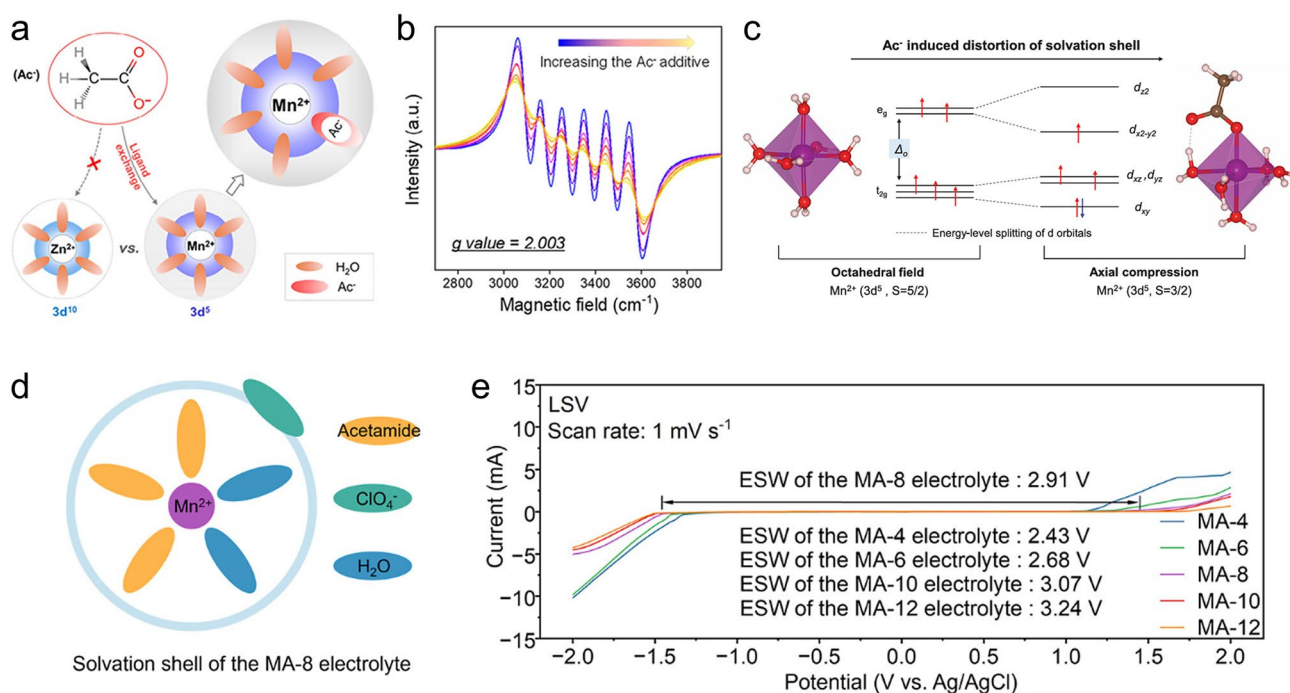 a
(Ac⁻)
H
H
H
C
C
O
O⁻
Ligand
exchange
Mn²⁺
Ac⁻
Zn²⁺
vs.
Mn²⁺
3d¹⁰
3d⁵
H₂O
Ac⁻
b
Increasing the Ac⁻ additive
Intensity (a.u.)
g value = 2.003
2800 3000 3200 3400 3600 3800
Magnetic field (cm⁻¹)
c
Ac⁻ induced distortion of solvation shell
e_g
Δ_o
t_2g
d_z2
d_x2-y2
d_xz , d_yz
d_xy
Energy-level splitting of d orbitals
Octahedral field
Mn²⁺ (3d⁵ , S=5/2)
Axial compression
Mn²⁺ (3d⁵, S=3/2)
d
Mn²⁺
Acetamide
ClO₄⁻
H₂O
Solvation shell of the MA-8 electrolyte
e
LSV
Scan rate: 1 mV s⁻¹
ESW of the MA-8 electrolyte : 2.91 V
ESW of the MA-4 electrolyte : 2.43 V
ESW of the MA-6 electrolyte : 2.68 V
ESW of the MA-10 electrolyte : 3.07 V
ESW of the MA-12 electrolyte : 3.24 V
MA-4
MA-6
MA-8
MA-10
MA-12
Current (mA)
15
10
5
0
−5
−10
−15
−2.0 −1.5 −1.0 −0.5 0.0 0.5 1.0 1.5 2.0
Potential (V vs. Ag/AgCl)